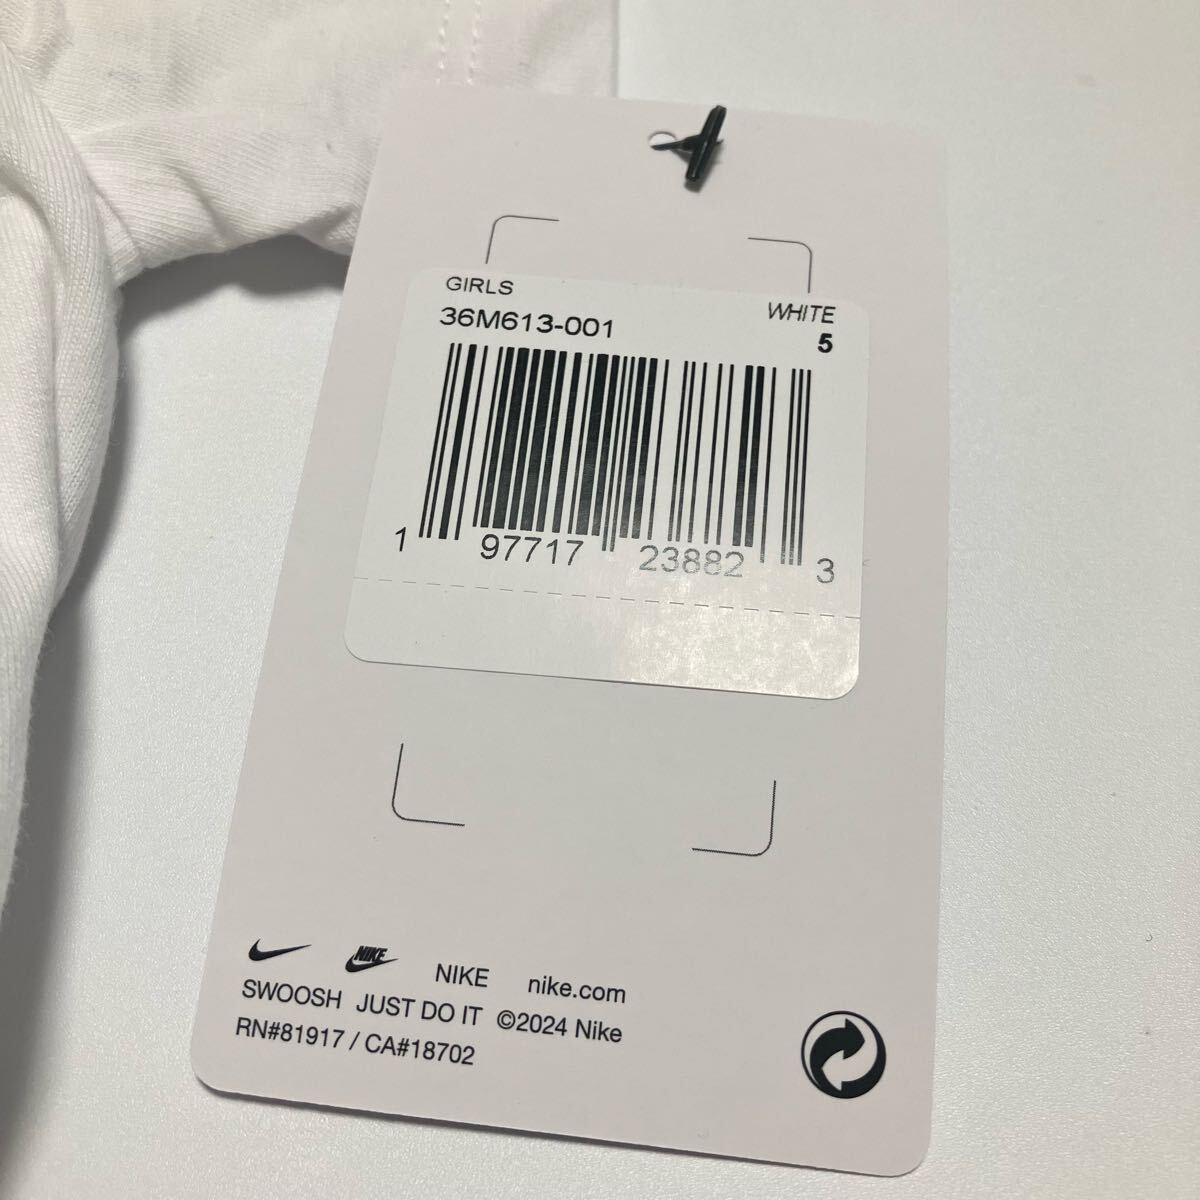 GIRLS
WHITE
36M613-001
5
1 97717 23882 3
NIKE NIKE nike.com
SWOOSH JUST DO IT ©2024 Nike
RN#81917 / CA#18702